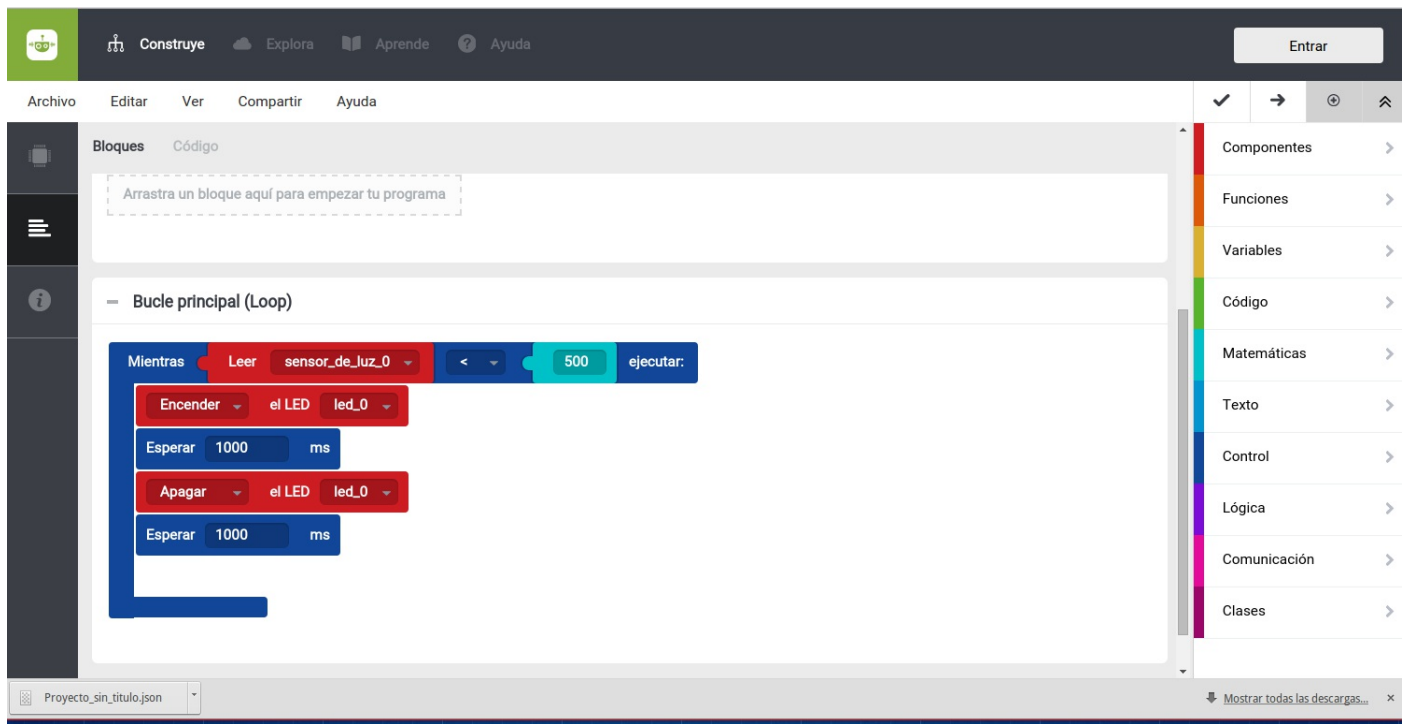 Construye Explora Aprende Ayuda Entrar
Archivo Editar Ver Compartir Ayuda
Bloques Código
Arrastra un bloque aquí para empezar tu programa
Bucle principal (Loop)
Mientras Leer sensor_de_luz_0 < 500 ejecutar:
Encender el LED led_0
Esperar 1000 ms
Apagar el LED led_0
Esperar 1000 ms
Componentes
Funciones
Variables
Código
Matemáticas
Texto
Control
Lógica
Comunicación
Clases
Proyecto_sin_titulo.json Mostrar todas las descargas...